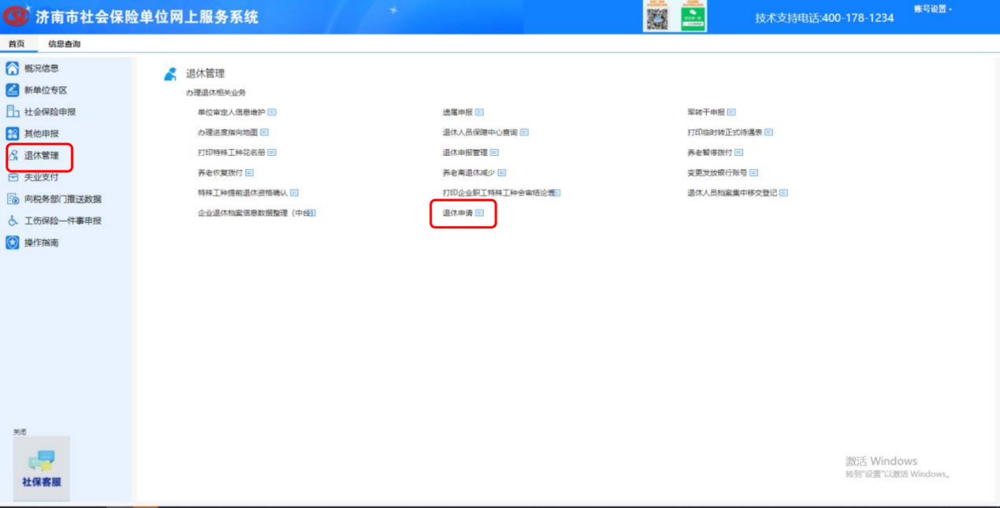 济南市社会保险单位网上服务系统
技术支持电话:400-178-1234
账号设置
首页 信息查询
概况信息
新单位专区
社会保险申报
其他申报
退休管理
失业支付
向税务部门推送数据
工伤保险一件事申报
操作指南
退休管理
办理退休相关业务
单位审定人信息维护 遗属申报 军转干申报
办理进度指向地图 退休人员保障中心查询 打印临时转正式待遇表
打印特殊工种花名册 退休申报管理 养老暂停拨付
养老恢复拨付 养老离退休减少 变更发放银行账号
特殊工种提前退休资格确认 打印企业职工特殊工种会审结论表 退休人员档案集中移交登记
企业退休档案信息数据整理（中 退休申请
关闭
社保客服
激活 Windows
转到"设置"以激活 Windows。